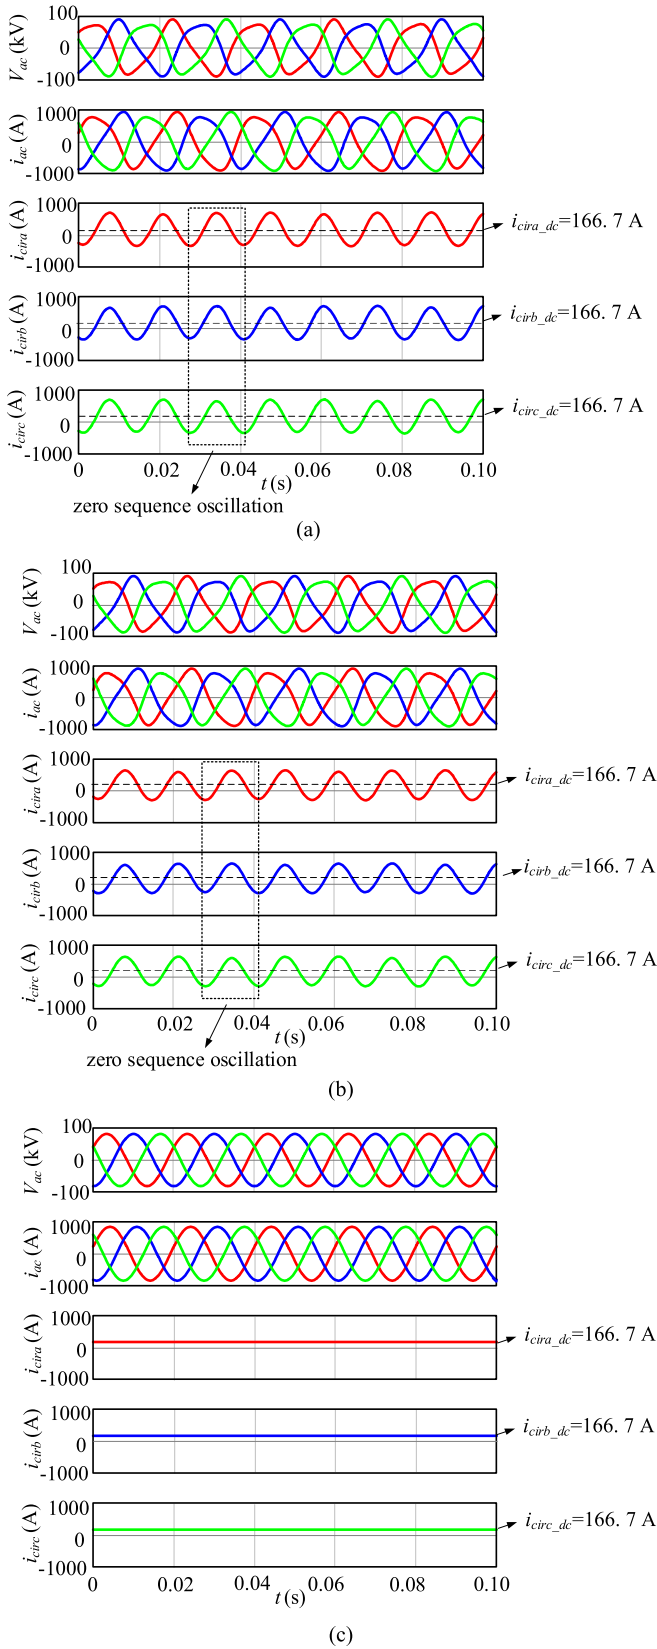 100
0
-100
V_ac (kV)
1000
0
-1000
i_ac (A)
1000
0
-1000
i_cira (A)
i_cira_dc=166. 7 A
1000
0
-1000
i_cirb (A)
i_cirb_dc=166. 7 A
1000
0
-1000
i_circ (A)
i_circ_dc=166. 7 A
0 0.02 0.04 0.06 0.08 0.10
t (s)
zero sequence oscillation
(a)
100
0
-100
V_ac (kV)
1000
0
-1000
i_ac (A)
1000
0
-1000
i_cira (A)
i_cira_dc=166. 7 A
1000
0
-1000
i_cirb (A)
i_cirb_dc=166. 7 A
1000
0
-1000
i_circ (A)
i_circ_dc=166. 7 A
0 0.02 0.04 0.06 0.08 0.10
t (s)
zero sequence oscillation
(b)
100
0
-100
V_ac (kV)
1000
0
-1000
i_ac (A)
1000
0
-1000
i_cira (A)
i_cira_dc=166. 7 A
1000
0
-1000
i_cirb (A)
i_cirb_dc=166. 7 A
1000
0
-1000
i_circ (A)
i_circ_dc=166. 7 A
0 0.02 0.04 0.06 0.08 0.10
t (s)
(c)